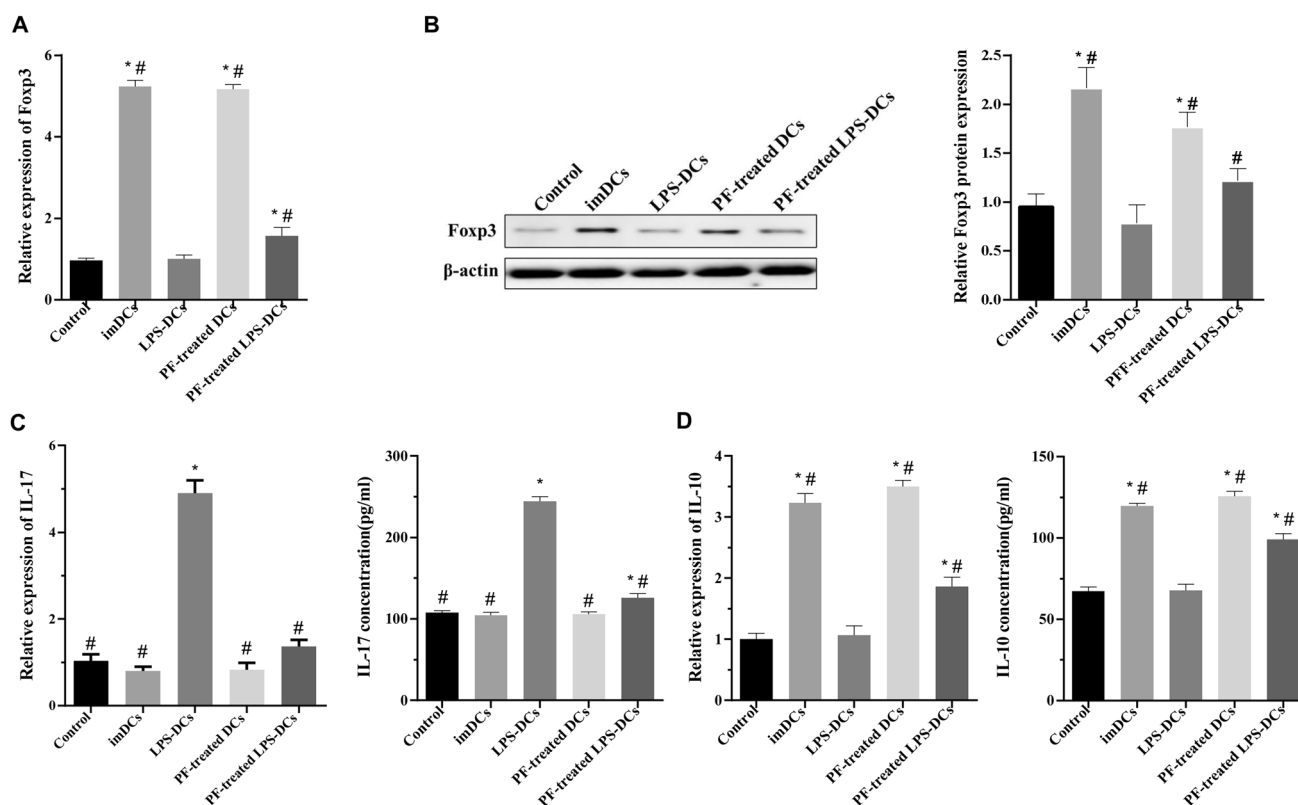 A
Relative expression of Foxp3
6
4
2
0
* #
* #
* #
Control
imDCs
LPS-DCs
PF-treated DCs
PF-treated LPS-DCs
B
Control
imDCs
LPS-DCs
PF-treated DCs
PF-treated LPS-DCs
Foxp3
β-actin
Relative Foxp3 protein expression
2.5
2.0
1.5
1.0
0.5
0.0
* #
* #
#
Control
imDCs
LPS-DCs
PFF-treated DCs
PF-treated LPS-DCs
C
Relative expression of IL-17
6
4
2
0
#
#
*
#
#
Control
imDCs
LPS-DCs
PF-treated DCs
PF-treated LPS-DCs
IL-17 concentration(pg/ml)
300
200
100
0
#
#
*
#
* #
Control
imDCs
LPS-DCs
PF-treated DCs
PF-treated LPS-DCs
D
Relative expression of IL-10
4
3
2
1
0
* #
* #
* #
Control
imDCs
LPS-DCs
PF-treated DCs
PF-treated LPS-DCs
IL-10 concentration(pg/ml)
150
100
50
0
* #
* #
* #
Control
imDCs
LPS-DCs
PF-treated DCs
PF-treated LPS-DCs